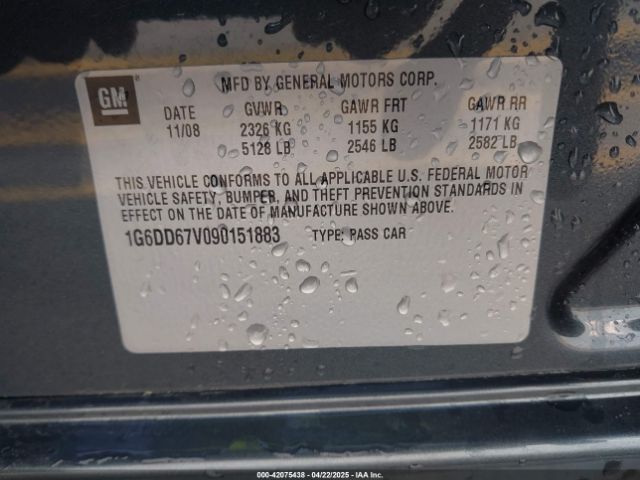 GM
MFD BY GENERAL MOTORS CORP.
DATE GVWR GAWR FRT GAWR RR
11/08 2326 KG 1155 KG 1171 KG
5128 LB 2546 LB 2582 LB
THIS VEHICLE CONFORMS TO ALL APPLICABLE U.S. FEDERAL MOTOR
VEHICLE SAFETY, BUMPER, AND THEFT PREVENTION STANDARDS IN
EFFECT ON THE DATE OF MANUFACTURE SHOWN ABOVE.
1G6DD67V090151883 TYPE: PASS CAR
000-42075438 - 04/22/2025 - IAA Inc.